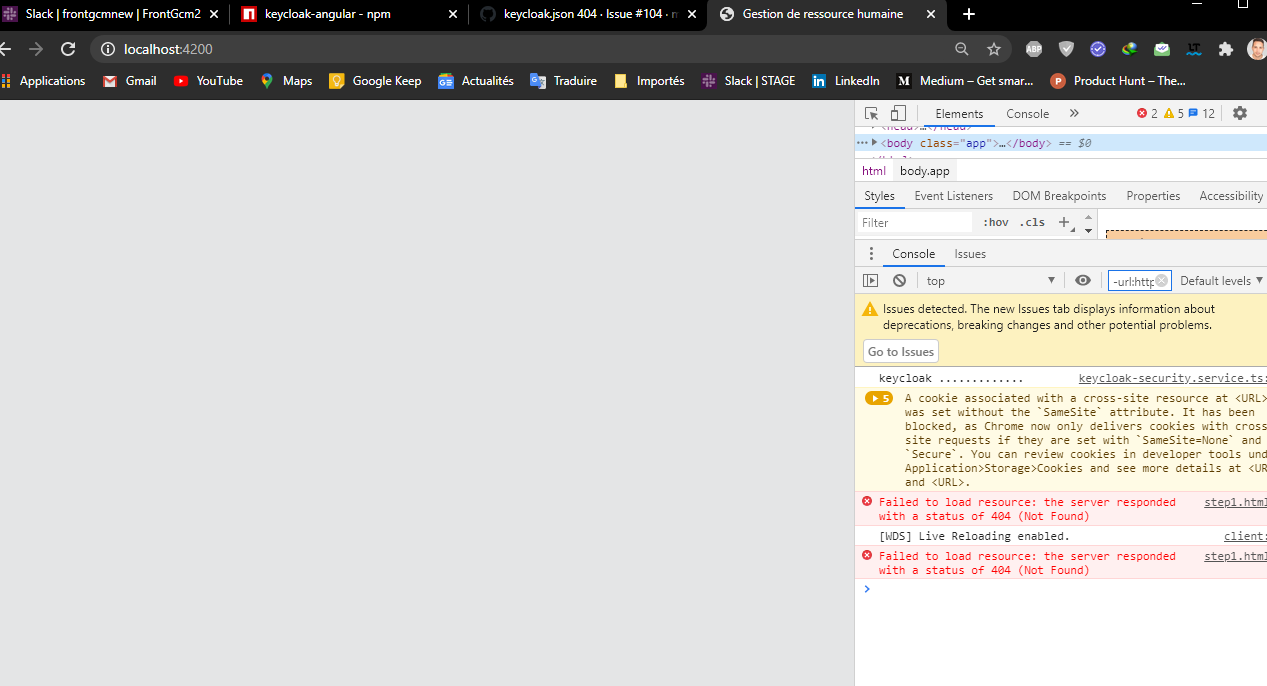 Slack | frontgcmnew | FrontGcm2
keycloak-angular - npm
keycloak.json 404 · Issue #104 · m
Gestion de ressource humaine
localhost:4200
ABP
Applications
Gmail
YouTube
Maps
Google Keep
Actualités
Traduire
Importés
Slack | STAGE
LinkedIn
Medium – Get smar...
Product Hunt – The...
Elements
Console
2
5
12
<head>…</head>
<body class="app">…</body> == $0
html
body.app
Styles
Event Listeners
DOM Breakpoints
Properties
Accessibility
Filter
:hov
.cls
Console
Issues
top
-url:http
Default levels
Issues detected. The new Issues tab displays information about
deprecations, breaking changes and other potential problems.
Go to Issues
keycloak .............
keycloak-security.service.ts:
5
A cookie associated with a cross-site resource at <URL>
was set without the `SameSite` attribute. It has been
blocked, as Chrome now only delivers cookies with cross
site requests if they are set with `SameSite=None` and
`Secure`. You can review cookies in developer tools und
Application>Storage>Cookies and see more details at <UR
and <URL>.
Failed to load resource: the server responded
with a status of 404 (Not Found)
step1.html
[WDS] Live Reloading enabled.
client:
Failed to load resource: the server responded
with a status of 404 (Not Found)
step1.html